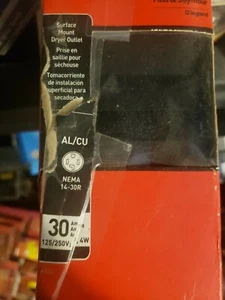 Surface
Mount
Dryer Outlet
Prise en
saillie pour
sécheuse
Tomacorriente
de instalación
superficial para
secadora
AL/CU
NEMA
14-30R
30
125/250V
4W